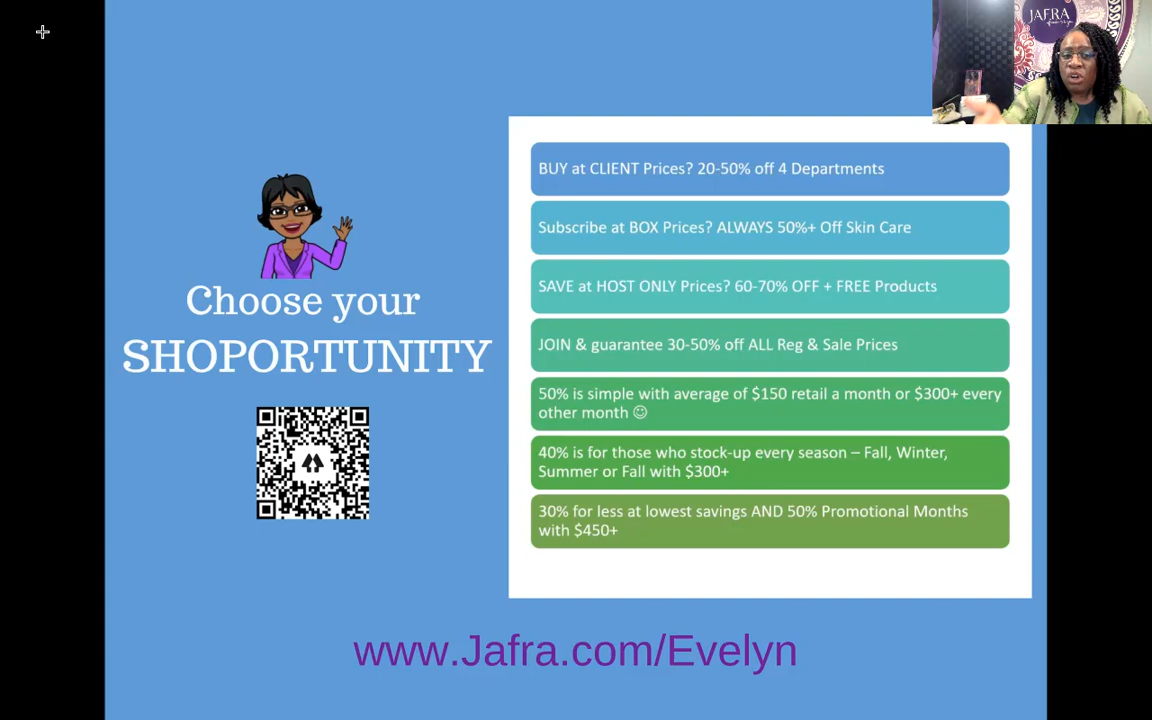 JAFRA
Choose your
SHOPORTUNITY
BUY at CLIENT Prices? 20-50% off 4 Departments
Subscribe at BOX Prices? ALWAYS 50%+ Off Skin Care
SAVE at HOST ONLY Prices? 60-70% OFF + FREE Products
JOIN & guarantee 30-50% off ALL Reg & Sale Prices
50% is simple with average of $150 retail a month or $300+ every
other month ☺
40% is for those who stock-up every season – Fall, Winter,
Summer or Fall with $300+
30% for less at lowest savings AND 50% Promotional Months
with $450+
www.Jafra.com/Evelyn